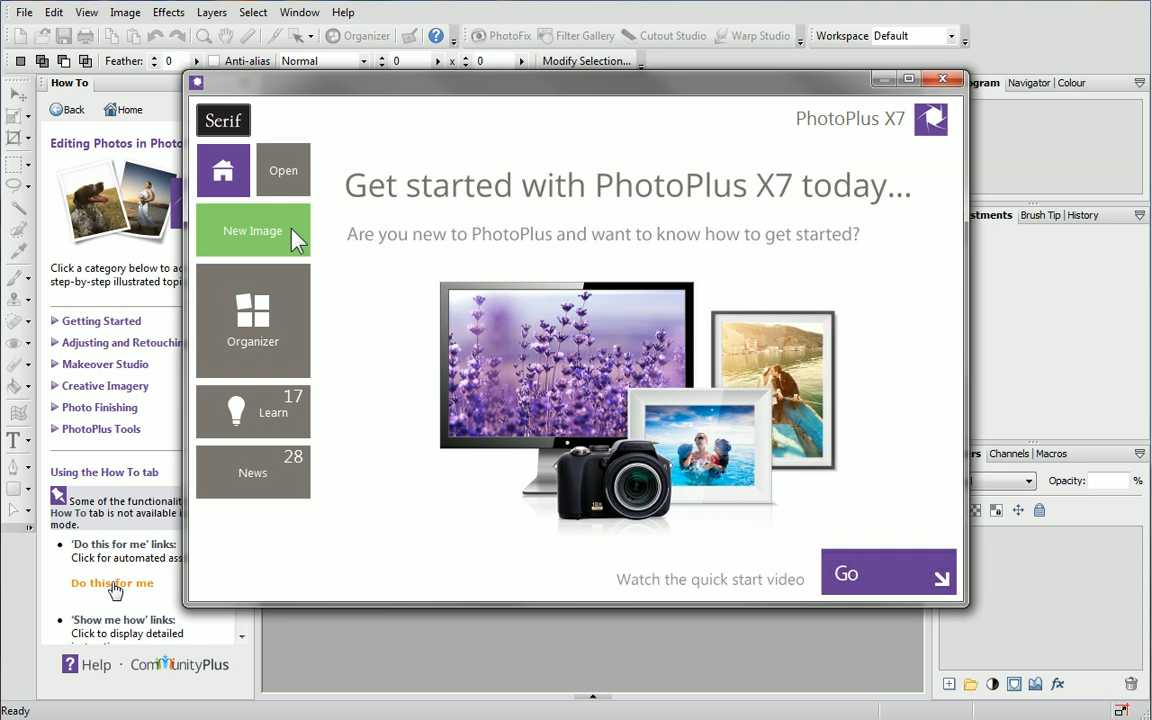 File Edit View Image Effects Layers Select Window Help
Organizer PhotoFix Filter Gallery Cutout Studio Warp Studio Workspace Default
Feather: 0 Anti-alias Normal 0 x 0 Modify Selection...
How To
Back Home
Editing Photos in Photo
Click a category below to ac
step-by-step illustrated topi
Getting Started
Adjusting and Retouchin
Makeover Studio
Creative Imagery
Photo Finishing
PhotoPlus Tools
Using the How To tab
Some of the functionalit
How To tab is not available i
mode.
'Do this for me' links:
Click for automated ass
Do this for me
'Show me how' links:
Click to display detailed
Help · CommunityPlus
Serif
PhotoPlus X7
Open
New Image
Organizer
17
Learn
28
News
Get started with PhotoPlus X7 today...
Are you new to PhotoPlus and want to know how to get started?
Watch the quick start video
Go
ogram Navigator | Colour
stments Brush Tip | History
ers Channels | Macros
Opacity: %
fx
Ready